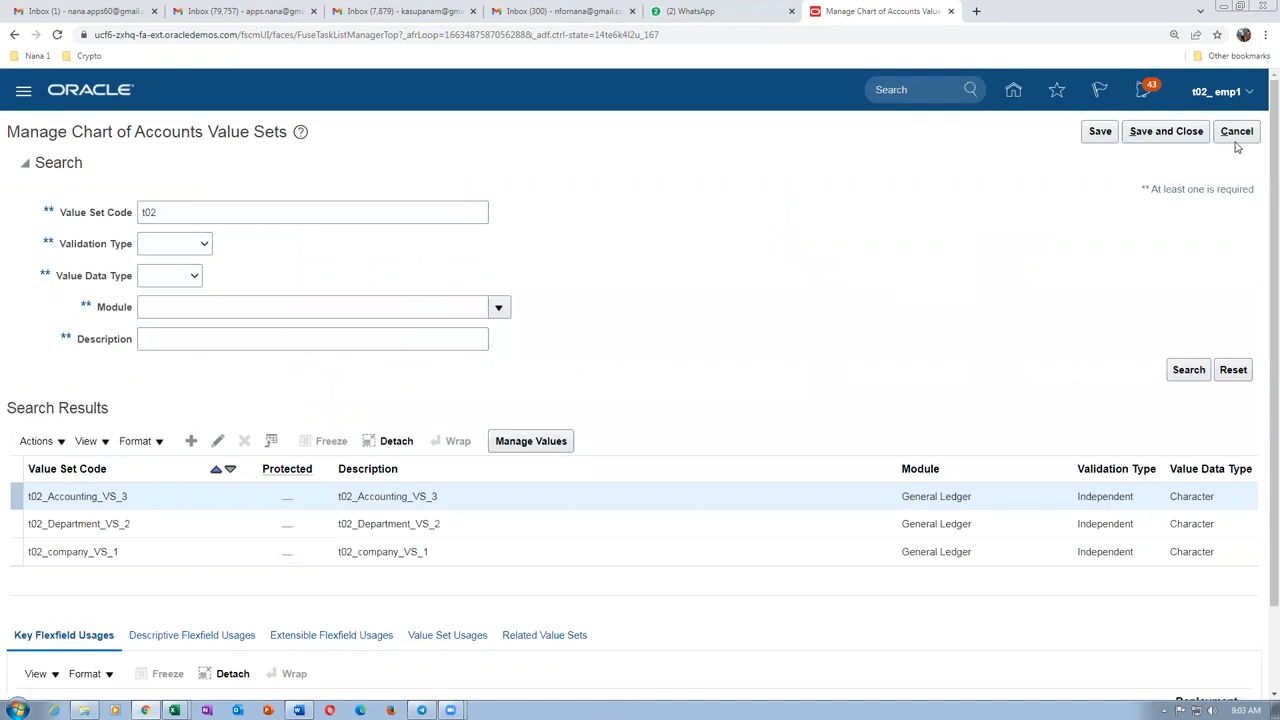 Inbox (1) - nana.apps60@gmail.c
Inbox (79,757) - apps.nana@gmai
Inbox (7,879) - kasupanam@gmai
Inbox (300) - nfornana@gmail.co
(2) WhatsApp
Manage Chart of Accounts Value
ucf6-zxhq-fa-ext.oracledemos.com/fscmUI/faces/FuseTaskListManagerTop?_afrLoop=16634875870562888&_adf.ctrl-state=14te6k4l2u_167
Nana 1
Crypto
Other bookmarks
ORACLE
Search
43
t02_ emp1
Manage Chart of Accounts Value Sets
Save
Save and Close
Cancel
Search
** At least one is required
** Value Set Code
t02
** Validation Type
** Value Data Type
** Module
** Description
Search
Reset
Search Results
Actions
View
Format
Freeze
Detach
Wrap
Manage Values
Value Set Code Protected Description Module Validation Type Value Data Type
t02_Accounting_VS_3 t02_Accounting_VS_3 General Ledger Independent Character
t02_Department_VS_2 t02_Department_VS_2 General Ledger Independent Character
t02_company_VS_1 t02_company_VS_1 General Ledger Independent Character
Key Flexfield Usages
Descriptive Flexfield Usages
Extensible Flexfield Usages
Value Set Usages
Related Value Sets
View
Format
Freeze
Detach
Wrap
9:03 AM